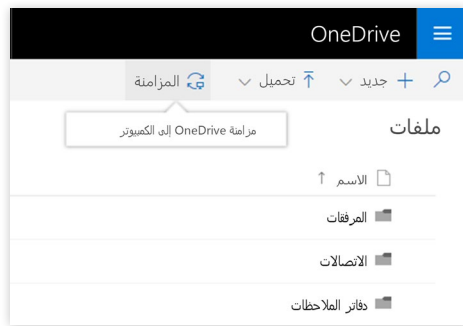 OneDrive
جديد تحميل المزامنة
مزامنة OneDrive إلى الكمبيوتر
ملفات
الاسم
المرفقات
الاتصالات
دفاتر الملاحظات